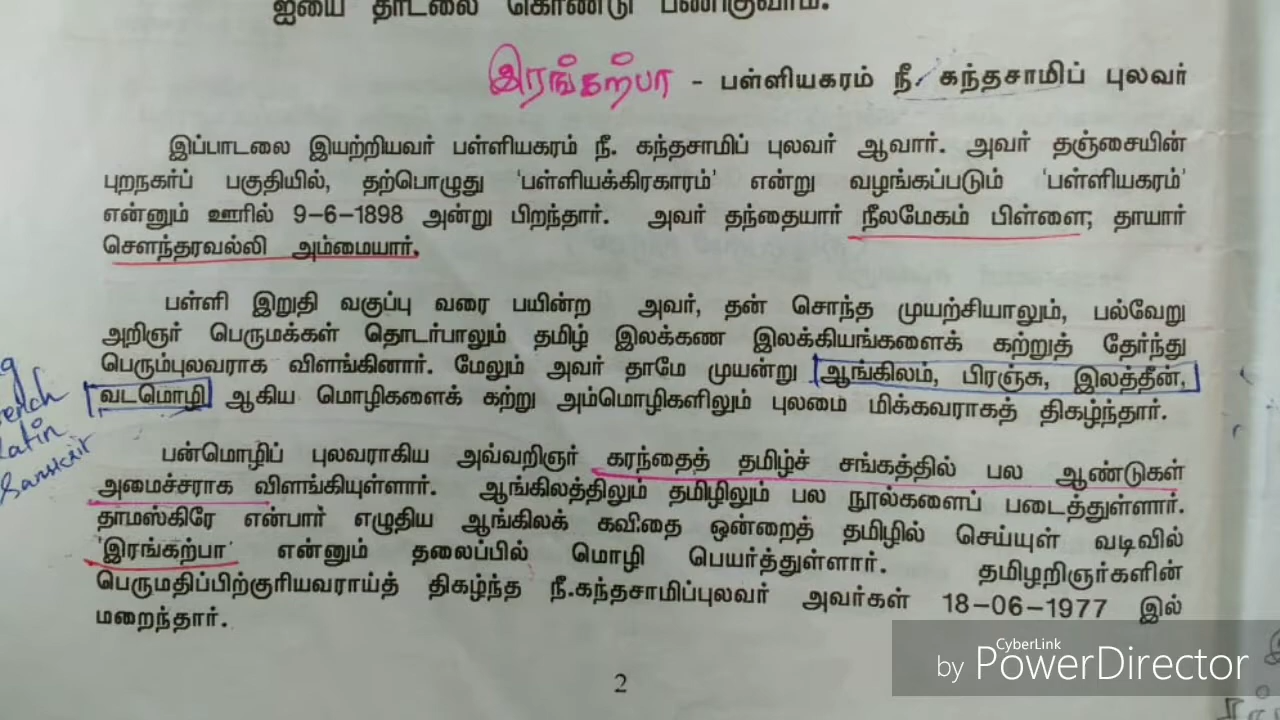 ஐயை தாடலை கொண்டு பணிகுவாம்.
இரங்கற்பா - பள்ளியகரம் நீ. கந்தசாமிப் புலவர்
இப்பாடலை இயற்றியவர் பள்ளியகரம் நீ. கந்தசாமிப் புலவர் ஆவார். அவர் தஞ்சையின்
புறநகர்ப் பகுதியில், தற்பொழுது 'பள்ளியக்கிரகாரம்' என்று வழங்கப்படும் 'பள்ளியகரம்'
என்னும் ஊரில் 9-6-1898 அன்று பிறந்தார். அவர் தந்தையார் நீலமேகம் பிள்ளை; தாயார்
சௌந்தரவல்லி அம்மையார்.
பள்ளி இறுதி வகுப்பு வரை பயின்ற அவர், தன் சொந்த முயற்சியாலும், பல்வேறு
அறிஞர் பெருமக்கள் தொடர்பாலும் தமிழ் இலக்கண இலக்கியங்களைக் கற்றுத் தேர்ந்து
பெரும்புலவராக விளங்கினார். மேலும் அவர் தாமே முயன்று ஆங்கிலம், பிரஞ்சு, இலத்தீன்,
வடமொழி ஆகிய மொழிகளைக் கற்று அம்மொழிகளிலும் புலமை மிக்கவராகத் திகழ்ந்தார்.
French
Latin
Sanskrit
பன்மொழிப் புலவராகிய அவ்வறிஞர் கரந்தைத் தமிழ்ச் சங்கத்தில் பல ஆண்டுகள்
அமைச்சராக விளங்கியுள்ளார். ஆங்கிலத்திலும் தமிழிலும் பல நூல்களைப் படைத்துள்ளார்.
தாமஸ்கிரே என்பார் எழுதிய ஆங்கிலக் கவிதை ஒன்றைத் தமிழில் செய்யுள் வடிவில்
'இரங்கற்பா' என்னும் தலைப்பில் மொழி பெயர்த்துள்ளார். தமிழறிஞர்களின்
பெருமதிப்பிற்குரியவராய்த் திகழ்ந்த நீ.கந்தசாமிப்புலவர் அவர்கள் 18-06-1977 இல்
மறைந்தார்.
2
CyberLink
by PowerDirector